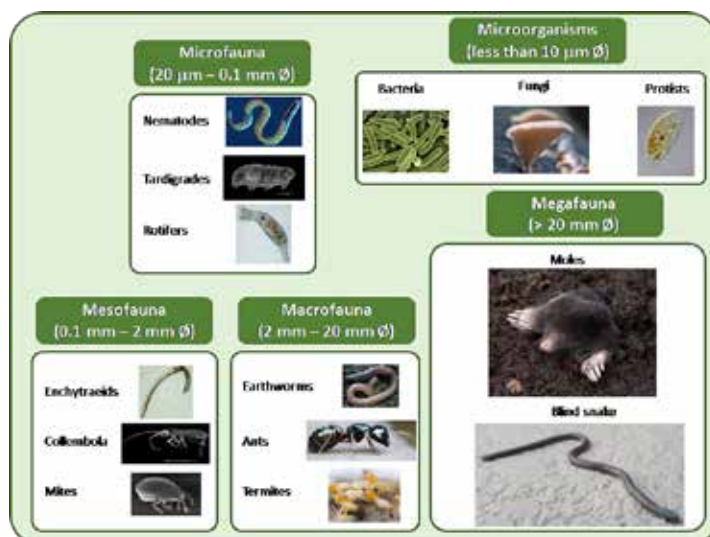 Microfauna
(20 µm – 0.1 mm Ø)
Nematodes
Tardigrades
Rotifers
Microorganisms
(less than 10 µm Ø)
Bacteria
Fungi
Protists
Megafauna
(> 20 mm Ø)
Moles
Blind snake
Mesofauna
(0.1 mm – 2 mm Ø)
Enchytraeids
Collembola
Mites
Macrofauna
(2 mm – 20 mm Ø)
Earthworms
Ants
Termites